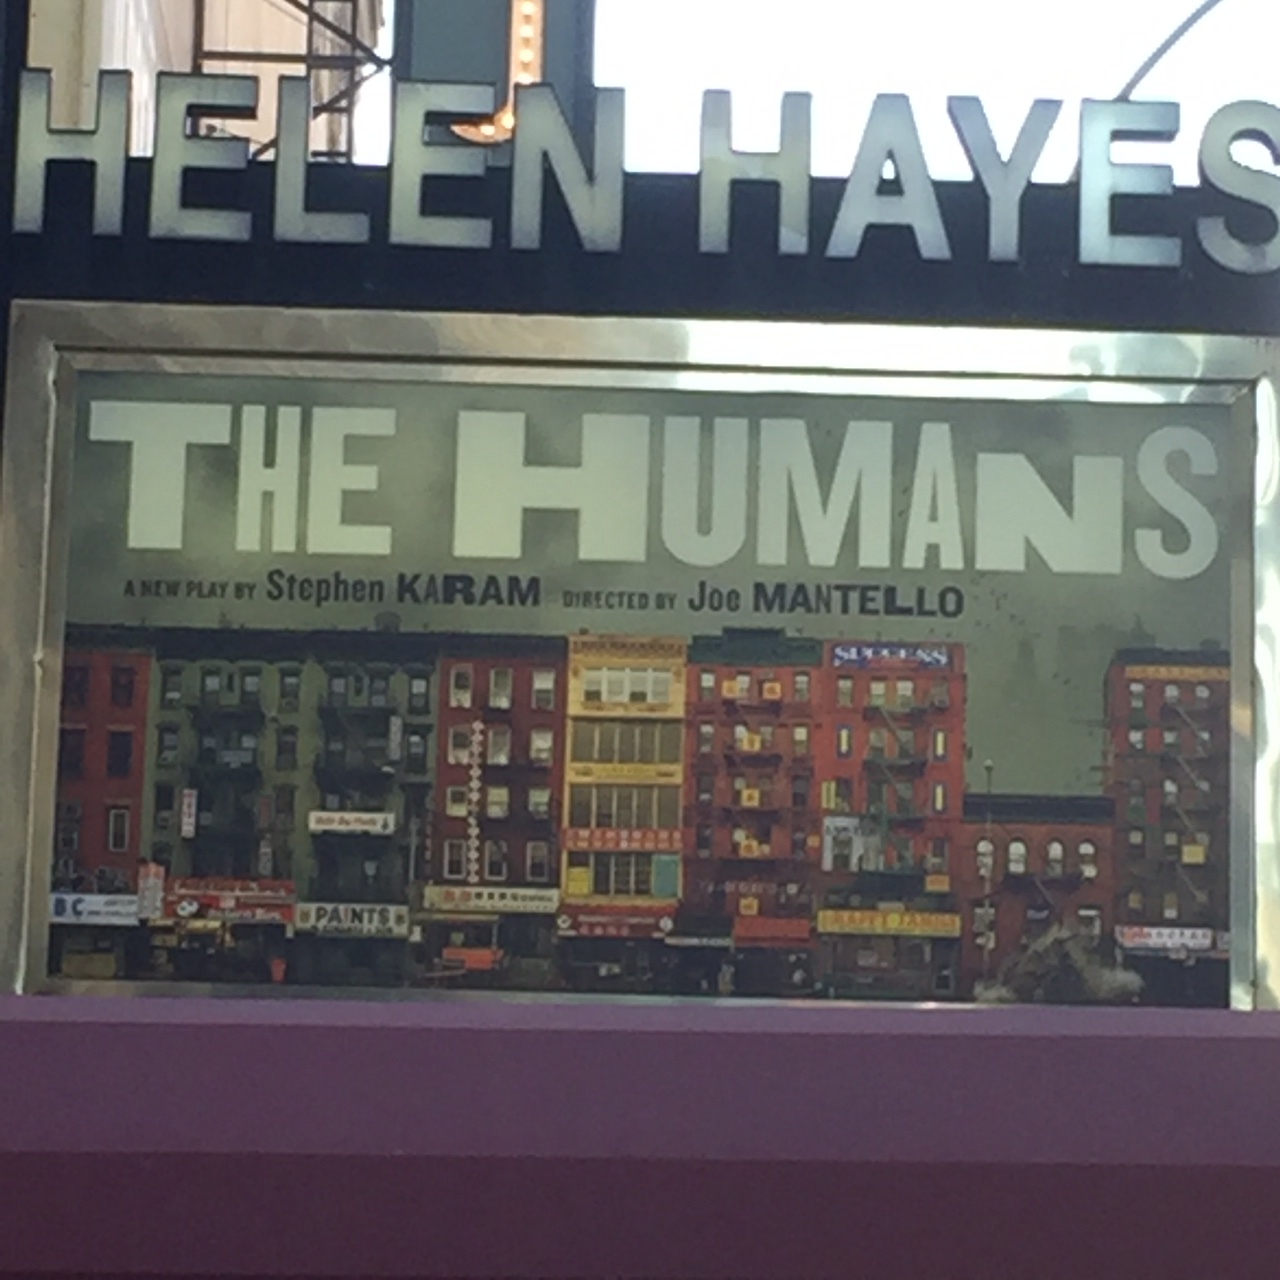 HELEN HAYES
THE HUMANS
A NEW PLAY BY Stephen KARAM DIRECTED BY Joe MANTELLO
SUCCESS
PAINTS